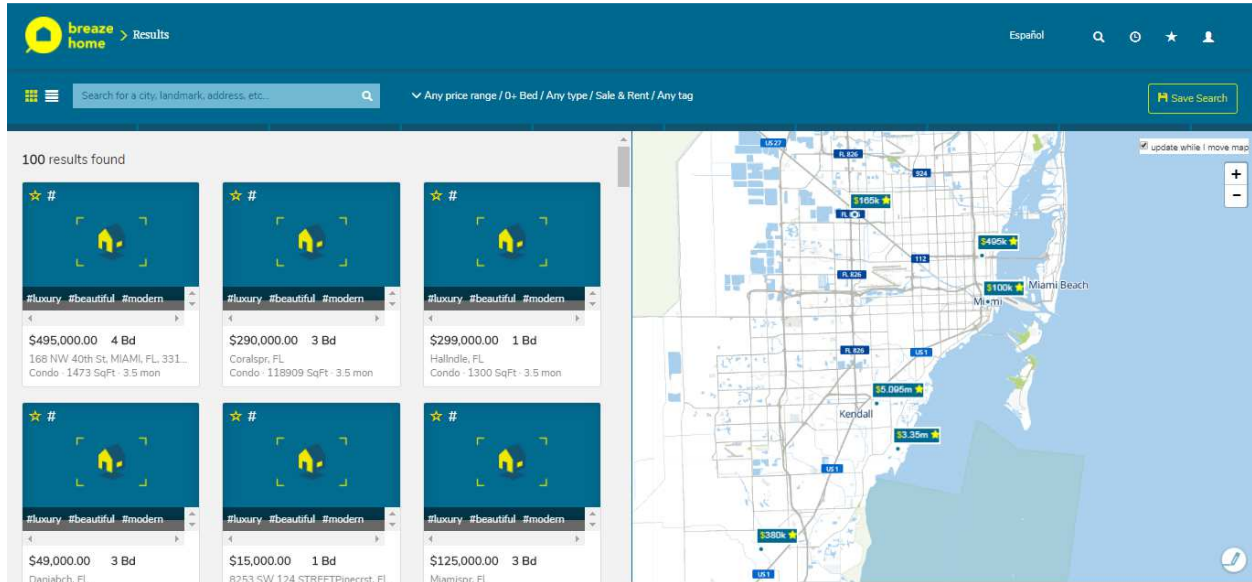 breaze home > Results
Español
Search for a city, landmark, address, etc...
Any price range / 0+ Bed / Any type / Sale & Rent / Any tag
Save Search
100 results found
#
#luxury #beautiful #modern
$495,000.00 4 Bd
168 NW 40th St, MIAMI, FL, 331...
Condo · 1473 SqFt · 3.5 mon
#
#luxury #beautiful #modern
$290,000.00 3 Bd
Coralspr, FL
Condo · 118909 SqFt · 3.5 mon
#
#luxury #beautiful #modern
$299,000.00 1 Bd
Hallndle, FL
Condo · 1300 SqFt · 3.5 mon
#
#luxury #beautiful #modern
$49,000.00 3 Bd
Daniabch, FL
#
#luxury #beautiful #modern
$15,000.00 1 Bd
8253 SW 124 STREETPinecrst, FL
#
#luxury #beautiful #modern
$125,000.00 3 Bd
Miamispr, FL
update while I move map
+
−
US 27
FL 826
924
$165k
$495k
112
FL 826
$100k
Miami Beach
Miami
FL 826
US 1
$5.095m
Kendall
$3.35m
US 1
$380k
US 1